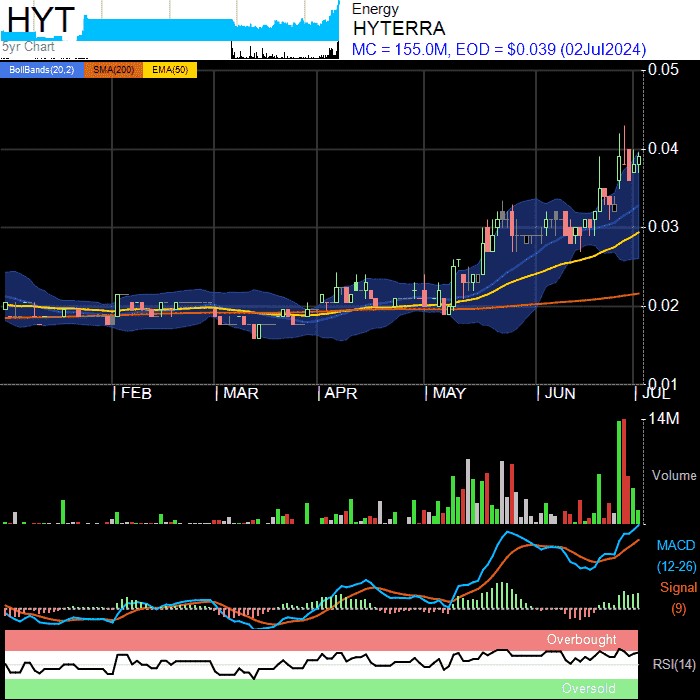 HYT
5yr Chart
Energy
HYTERRA
MC = 155.0M, EOD = $0.039 (02Jul2024)
BollBands(20,2) SMA(200) EMA(50)
0.05
0.04
0.03
0.02
0.01
FEB MAR APR MAY JUN JUL
14M
Volume
MACD
(12-26)
Signal
(9)
Overbought
RSI(14)
Oversold